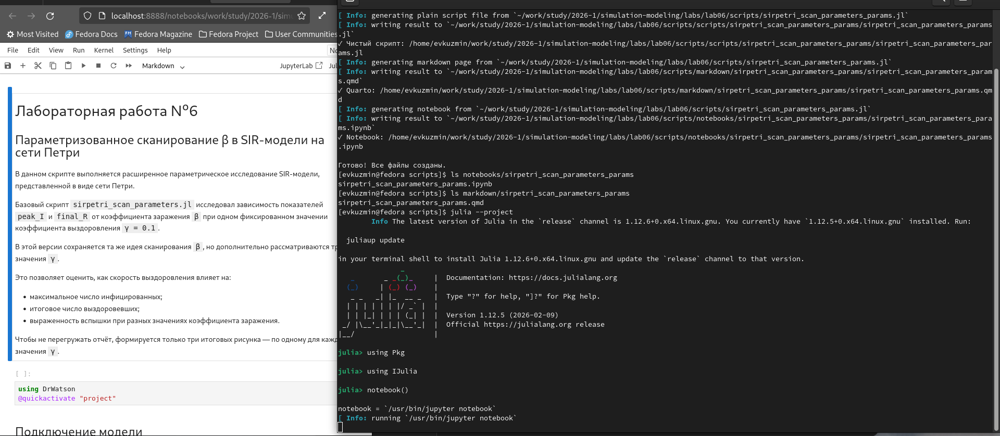 localhost:8888/notebooks/work/study/2026-1/sim
Most Visited Fedora Docs Fedora Magazine Fedora Project User Communities
File Edit View Run Kernel Settings Help
Markdown JupyterLab
Лабораторная работа №6
Параметризованное сканирование β в SIR-модели на
сети Петри
В данном скрипте выполняется расширенное параметрическое исследование SIR-модели,
представленной в виде сети Петри.
Базовый скрипт sirpetri_scan_parameters.jl исследовал зависимость показателей
peak_I и final_R от коэффициента заражения β при одном фиксированном значении
коэффициента выздоровления γ = 0.1.
В этой версии сохраняется та же идея сканирования β, но дополнительно рассматриваются тр
значения γ.
Это позволяет оценить, как скорость выздоровления влияет на:
• максимальное число инфицированных;
• итоговое число выздоровевших;
• выраженность вспышки при разных значениях коэффициента заражения.
Чтобы не перегружать отчёт, формируется только три итоговых рисунка — по одному для кажд
значения γ.
[ ]:
using DrWatson
@quickactivate "project"
Подключение модели
[ Info: generating plain script file from `~/work/study/2026-1/simulation-modeling/labs/lab06/scripts/sirpetri_scan_parameters_params.jl`
[ Info: writing result to `~/work/study/2026-1/simulation-modeling/labs/lab06/scripts/scripts/sirpetri_scan_parameters_params/sirpetri_scan_parameters_params
.jl`
✓ Чистый скрипт: /home/evkuzmin/work/study/2026-1/simulation-modeling/labs/lab06/scripts/scripts/sirpetri_scan_parameters_params/sirpetri_scan_parameters_par
ams.jl
[ Info: generating markdown page from `~/work/study/2026-1/simulation-modeling/labs/lab06/scripts/sirpetri_scan_parameters_params.jl`
[ Info: writing result to `~/work/study/2026-1/simulation-modeling/labs/lab06/scripts/markdown/sirpetri_scan_parameters_params/sirpetri_scan_parameters_param
s.qmd`
✓ Quarto: /home/evkuzmin/work/study/2026-1/simulation-modeling/labs/lab06/scripts/markdown/sirpetri_scan_parameters_params/sirpetri_scan_parameters_params.qm
d
[ Info: generating notebook from `~/work/study/2026-1/simulation-modeling/labs/lab06/scripts/sirpetri_scan_parameters_params.jl`
[ Info: writing result to `~/work/study/2026-1/simulation-modeling/labs/lab06/scripts/notebooks/sirpetri_scan_parameters_params/sirpetri_scan_parameters_para
ms.ipynb`
✓ Notebook: /home/evkuzmin/work/study/2026-1/simulation-modeling/labs/lab06/scripts/notebooks/sirpetri_scan_parameters_params/sirpetri_scan_parameters_params
.ipynb
Готово! Все файлы созданы.
[evkuzmin@fedora scripts]$ ls notebooks/sirpetri_scan_parameters_params
sirpetri_scan_parameters_params.ipynb
[evkuzmin@fedora scripts]$ ls markdown/sirpetri_scan_parameters_params
sirpetri_scan_parameters_params.qmd
[evkuzmin@fedora scripts]$ julia --project
Info The latest version of Julia in the `release` channel is 1.12.6+0.x64.linux.gnu. You currently have `1.12.5+0.x64.linux.gnu` installed. Run:
juliaup update
in your terminal shell to install Julia 1.12.6+0.x64.linux.gnu and update the `release` channel to that version.
Documentation: https://docs.julialang.org
Type "?" for help, "]?" for Pkg help.
Version 1.12.5 (2026-02-09)
Official https://julialang.org release
julia> using Pkg
julia> using IJulia
julia> notebook()
notebook = `/usr/bin/jupyter notebook`
[ Info: running `/usr/bin/jupyter notebook`